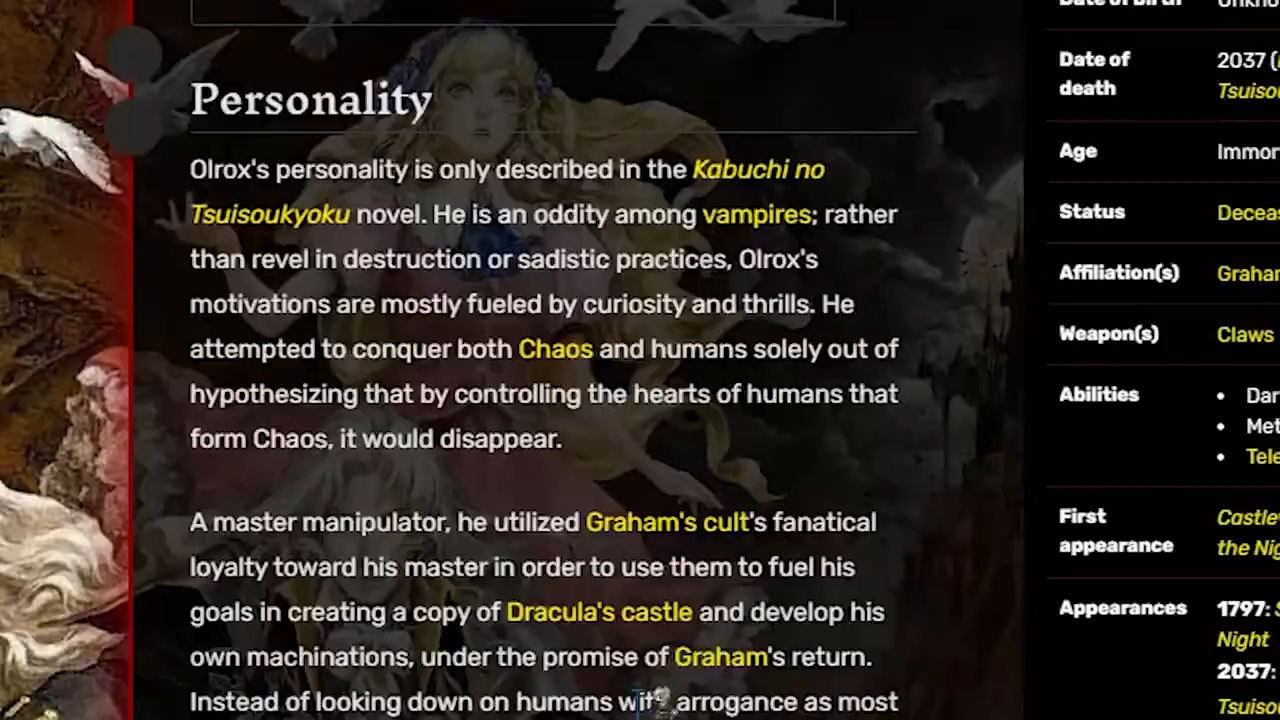 Personality
Olrox's personality is only described in the Kabuchi no
Tsuisoukyoku novel. He is an oddity among vampires; rather
than revel in destruction or sadistic practices, Olrox's
motivations are mostly fueled by curiosity and thrills. He
attempted to conquer both Chaos and humans solely out of
hypothesizing that by controlling the hearts of humans that
form Chaos, it would disappear.
A master manipulator, he utilized Graham's cult's fanatical
loyalty toward his master in order to use them to fuel his
goals in creating a copy of Dracula's castle and develop his
own machinations, under the promise of Graham's return.
Instead of looking down on humans arrogance as most
Date of
death
2037
Age
Status
Affiliation(s)
Weapon(s)
Claws
Abilities
First
appearance
the
Appearances
1797:
Night
2037: